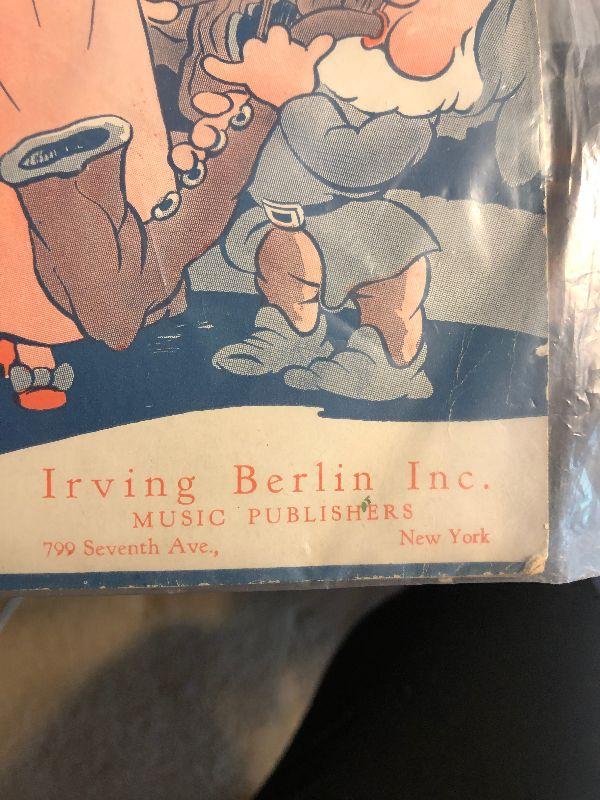 Irving Berlin Inc.
MUSIC PUBLISHERS
799 Seventh Ave., New York